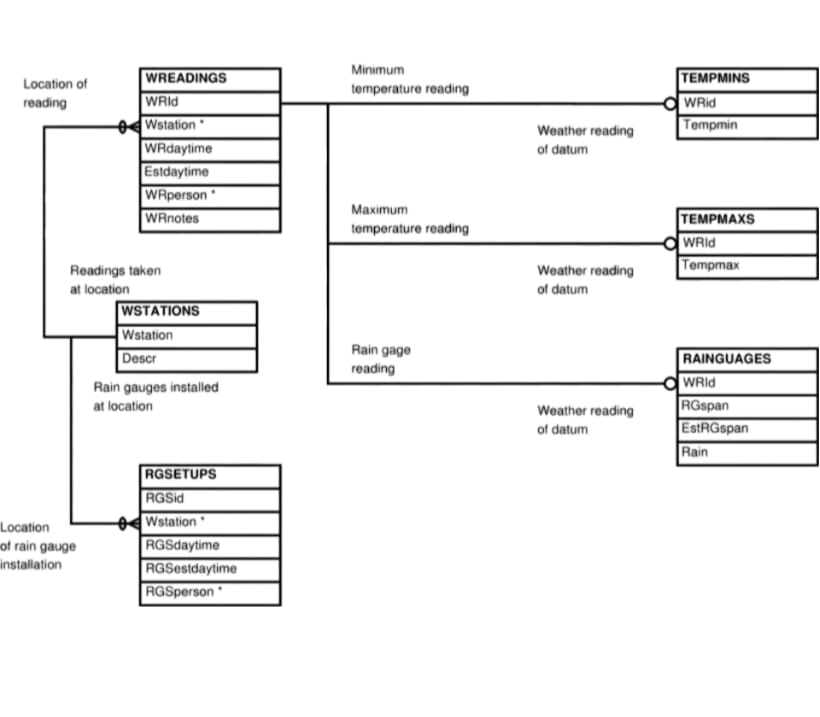 Location of
reading
WREADINGS
WRId
Wstation *
WRdaytime
Estdaytime
WRperson *
WRnotes
Minimum
temperature reading
Weather reading
of datum
TEMPMINS
WRid
Tempmin
Maximum
temperature reading
Weather reading
of datum
TEMPMAXS
WRId
Tempmax
Readings taken
at location
WSTATIONS
Wstation
Descr
Rain gauges installed
at location
Rain gage
reading
Weather reading
of datum
RAINGUAGES
WRId
RGspan
EstRGspan
Rain
Location
of rain gauge
installation
RGSETUPS
RGSid
Wstation *
RGSdaytime
RGSestdaytime
RGSperson *